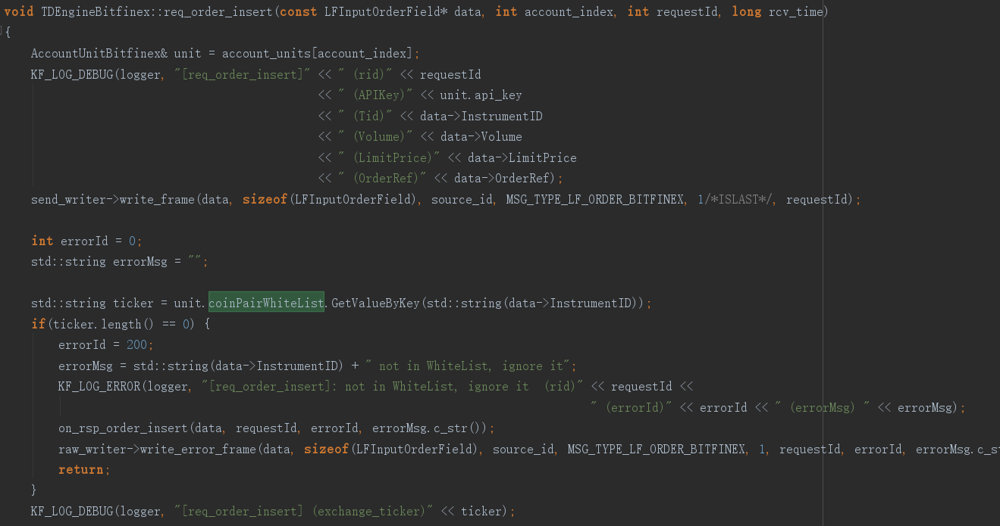 void TDEngineBitfinex::req_order_insert(const LFInputOrderField* data, int account_index, int requestId, long rcv_time)
{
    AccountUnitBitfinex& unit = account_units[account_index];
    KF_LOG_DEBUG(logger, "[req_order_insert]" << " (rid)" << requestId
                                              << " (APIKey)" << unit.api_key
                                              << " (Tid)" << data->InstrumentID
                                              << " (Volume)" << data->Volume
                                              << " (LimitPrice)" << data->LimitPrice
                                              << " (OrderRef)" << data->OrderRef);
    send_writer->write_frame(data, sizeof(LFInputOrderField), source_id, MSG_TYPE_LF_ORDER_BITFINEX, 1/*ISLAST*/, requestId);
    int errorId = 0;
    std::string errorMsg = "";
    std::string ticker = unit.coinPairWhiteList.GetValueByKey(std::string(data->InstrumentID));
    if(ticker.length() == 0) {
        errorId = 200;
        errorMsg = std::string(data->InstrumentID) + " not in WhiteList, ignore it";
        KF_LOG_ERROR(logger, "[req_order_insert]: not in WhiteList, ignore it  (rid)" << requestId <<
                                                                                      " (errorId)" << errorId << " (errorMsg) " << errorMsg);
        on_rsp_order_insert(data, requestId, errorId, errorMsg.c_str());
        raw_writer->write_error_frame(data, sizeof(LFInputOrderField), source_id, MSG_TYPE_LF_ORDER_BITFINEX, 1, requestId, errorId, errorMsg.c_st
        return;
    }
    KF_LOG_DEBUG(logger, "[req_order_insert] (exchange_ticker)" << ticker);